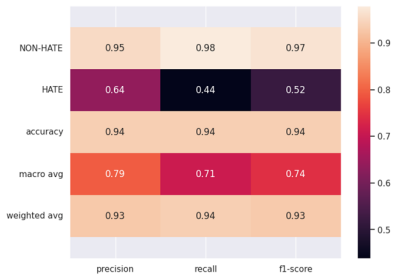 NON-HATE 0.95 0.98 0.97
HATE 0.64 0.44 0.52
accuracy 0.94 0.94 0.94
macro avg 0.79 0.71 0.74
weighted avg 0.93 0.94 0.93
precision recall f1-score
0.9
0.8
0.7
0.6
0.5